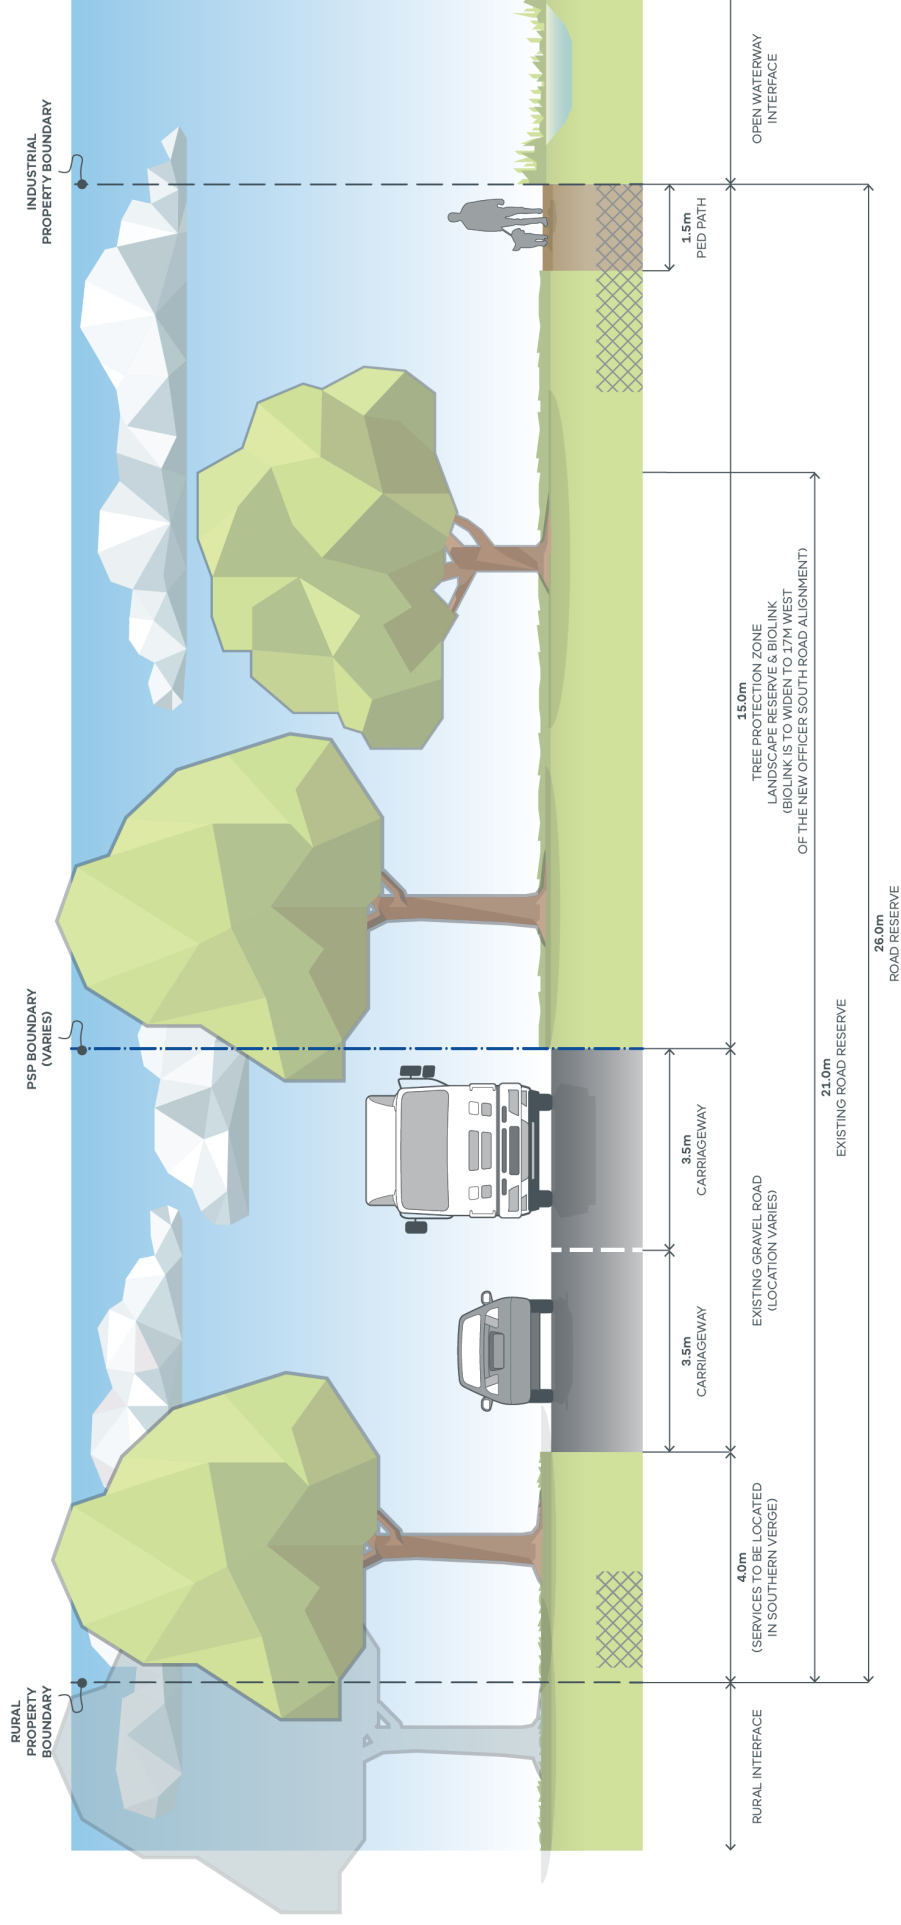 RURAL
PROPERTY
BOUNDARY
PSP BOUNDARY
(VARIES)
INDUSTRIAL
PROPERTY BOUNDARY
3.5m
CARRIAGEWAY
3.5m
CARRIAGEWAY
1.5m
PED PATH
RURAL INTERFACE
4.0m
(SERVICES TO BE LOCATED
IN SOUTHERN VERGE)
EXISTING GRAVEL ROAD
(LOCATION VARIES)
15.0m
TREE PROTECTION ZONE
LANDSCAPE RESERVE & BIOLINK
(BIOLINK IS TO WIDEN TO 17M WEST
OF THE NEW OFFICER SOUTH ROAD ALIGNMENT)
OPEN WATERWAY
INTERFACE
21.0m
EXISTING ROAD RESERVE
26.0m
ROAD RESERVE